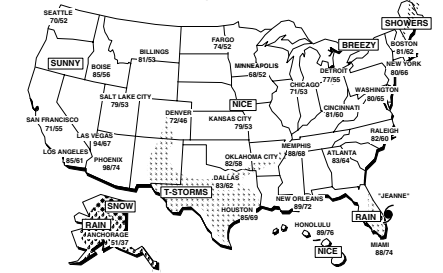 SEATTLE
70/52
SHOWERS
FARGO
74/52
BREEZY
BOSTON
82/61
BILLINGS
81/53
SUNNY
BOISE
85/56
MINNEAPOLIS
68/52
DETROIT
77/55
NEW YORK
80/66
CHICAGO
71/53
WASHINGTON
80/65
SALT LAKE CITY
79/53
NICE
CINCINNATI
81/60
DENVER
72/46
KANSAS CITY
79/53
SAN FRANCISCO
71/55
RALEIGH
82/60
LAS VEGAS
94/67
LOS ANGELES
85/61
PHOENIX
98/74
MEMPHIS
88/68
ATLANTA
83/64
OKLAHOMA CITY
82/58
DALLAS
83/62
T-STORMS
"JEANNE"
NEW ORLEANS
89/72
SNOW
HOUSTON
85/69
RAIN
RAIN
HONOLULU
89/76
ANCHORAGE
51/37
NICE
MIAMI
88/74